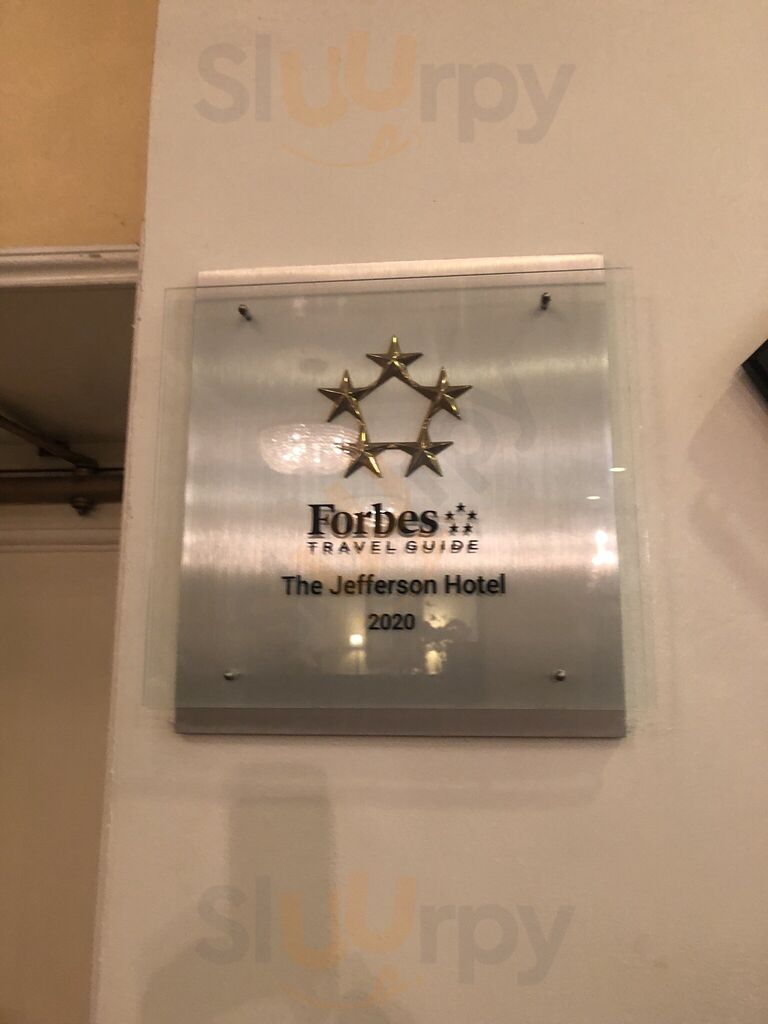 Sluurpy
Forbes
TRAVEL GUIDE
The Jefferson Hotel
2020
Sluurpy